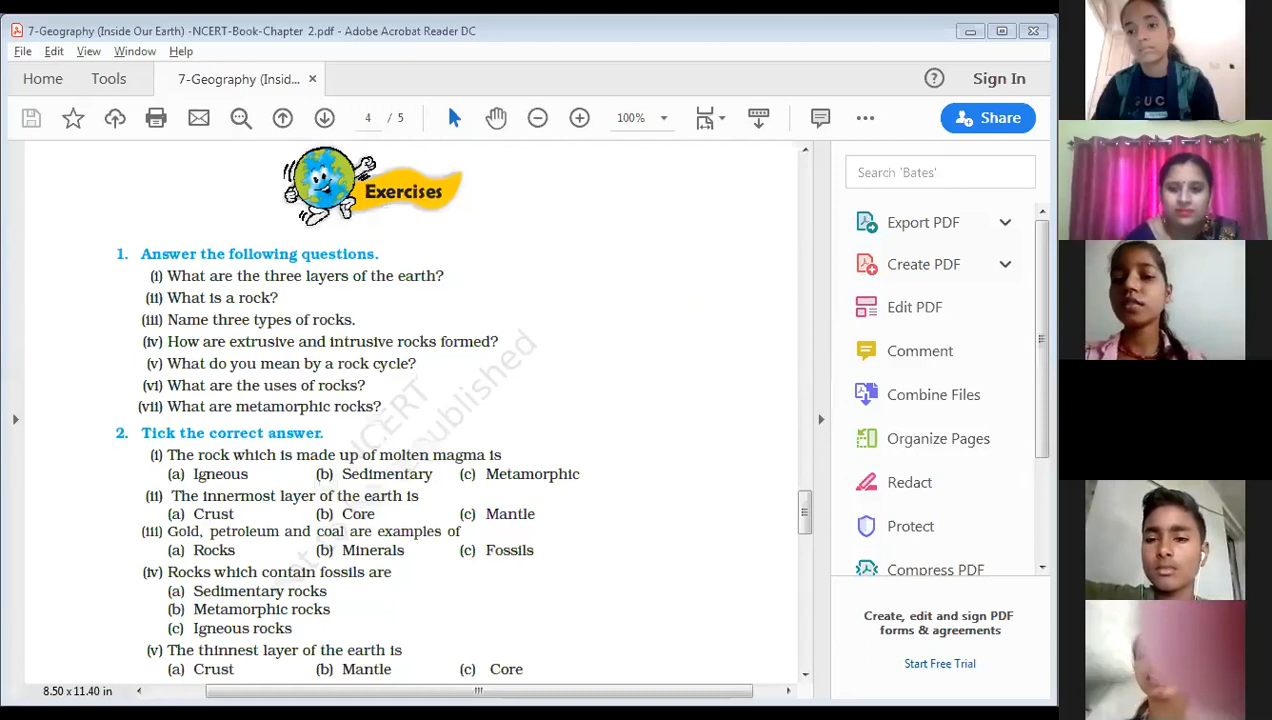 7-Geography (Inside Our Earth) -NCERT-Book-Chapter 2.pdf - Adobe Acrobat Reader DC
File Edit View Window Help
Home Tools 7-Geography (Insid... × Sign In
4 / 5 100% Share
Exercises
1. Answer the following questions.
(i) What are the three layers of the earth?
(ii) What is a rock?
(iii) Name three types of rocks.
(iv) How are extrusive and intrusive rocks formed?
(v) What do you mean by a rock cycle?
(vi) What are the uses of rocks?
(vii) What are metamorphic rocks?
2. Tick the correct answer.
(i) The rock which is made up of molten magma is
(a) Igneous (b) Sedimentary (c) Metamorphic
(ii) The innermost layer of the earth is
(a) Crust (b) Core (c) Mantle
(iii) Gold, petroleum and coal are examples of
(a) Rocks (b) Minerals (c) Fossils
(iv) Rocks which contain fossils are
(a) Sedimentary rocks
(b) Metamorphic rocks
(c) Igneous rocks
(v) The thinnest layer of the earth is
(a) Crust (b) Mantle (c) Core
8.50 x 11.40 in
Search 'Bates'
Export PDF
Create PDF
Edit PDF
Comment
Combine Files
Organize Pages
Redact
Protect
Compress PDF
Create, edit and sign PDF
forms & agreements
Start Free Trial